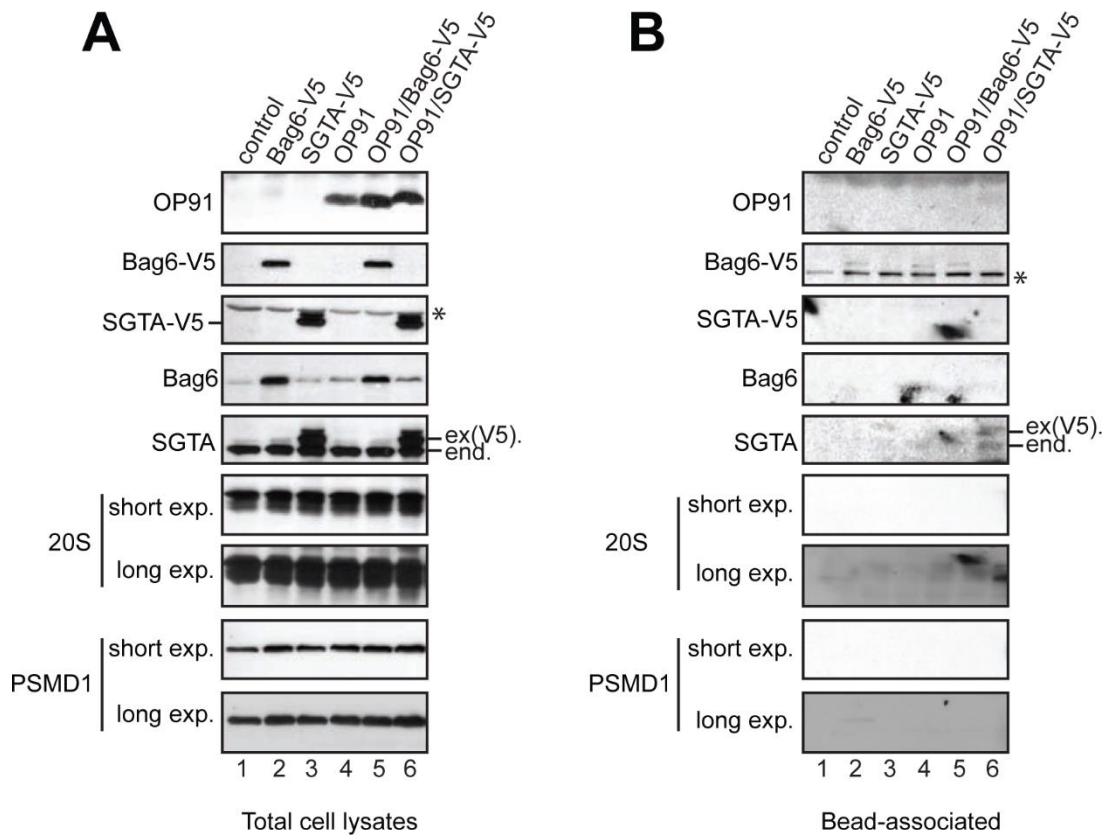 A
control
Bag6-V5
SGTA-V5
OP91
OP91/Bag6-V5
OP91/SGTA-V5
OP91
Bag6-V5
SGTA-V5
*
Bag6
SGTA
ex(V5).
end.
20S
short exp.
long exp.
PSMD1
short exp.
long exp.
1 2 3 4 5 6
Total cell lysates
B
control
Bag6-V5
SGTA-V5
OP91
OP91/Bag6-V5
OP91/SGTA-V5
OP91
Bag6-V5
*
SGTA-V5
Bag6
SGTA
ex(V5).
end.
20S
short exp.
long exp.
PSMD1
short exp.
long exp.
1 2 3 4 5 6
Bead-associated